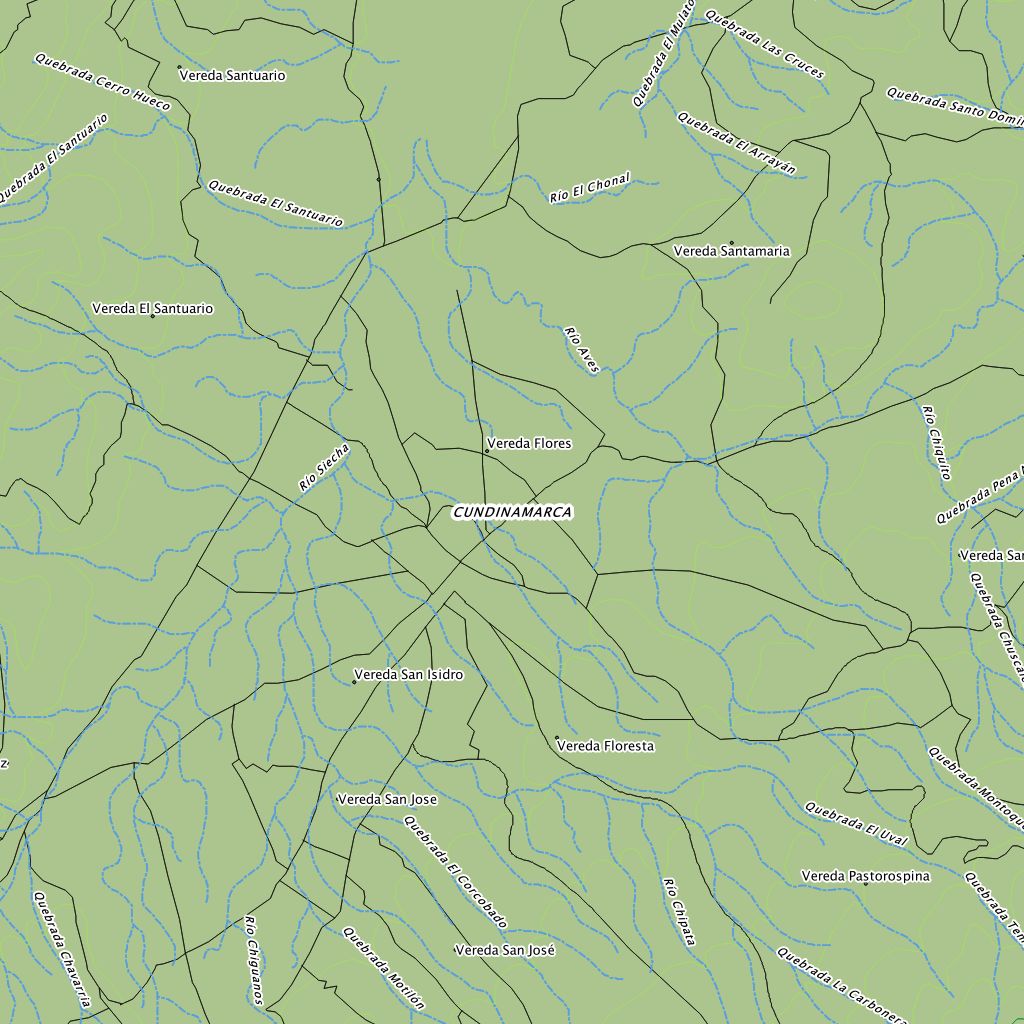 Quebrada El Mulato
Quebrada Las Cruces
Quebrada Cerro Hueco
Vereda Santuario
Quebrada Santo Domin
Quebrada El Santuario
Quebrada El Arrayán
Río El Chonal
Quebrada El Santuario
Vereda Santamaria
Vereda El Santuario
Río Aves
Río Chiquito
Vereda Flores
Río Siecha
Quebrada Pena
CUNDINAMARCA
Vereda San
Quebrada Chuscal
Vereda San Isidro
Vereda Floresta
z
Quebrada Montoqu
Vereda San Jose
Quebrada El Uval
Quebrada El Corcobado
Vereda Pastorospina
Río Chipata
Quebrada Ten
Quebrada Chavarria
Río Chiguanos
Quebrada Motilón
Vereda San José
Quebrada La Carbonera